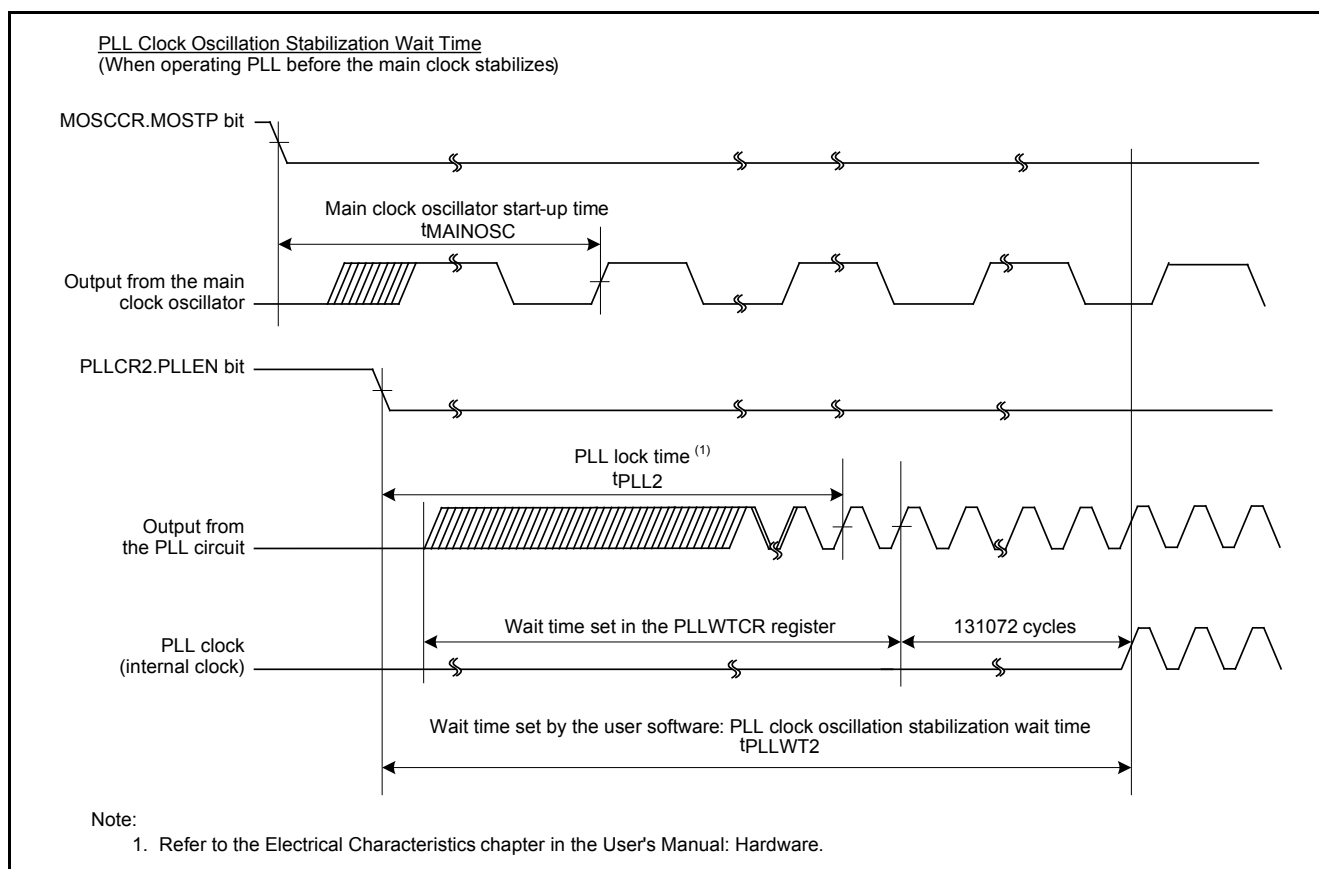 PLL Clock Oscillation Stabilization Wait Time
(When operating PLL before the main clock stabilizes)
MOSCCR.MOSTP bit
Main clock oscillator start-up time
tMAINOSC
Output from the main
clock oscillator
PLLCR2.PLLEN bit
PLL lock time (1)
tPLL2
Output from
the PLL circuit
Wait time set in the PLLWTCR register
131072 cycles
PLL clock
(internal clock)
Wait time set by the user software: PLL clock oscillation stabilization wait time
tPLLWT2
Note:
1. Refer to the Electrical Characteristics chapter in the User's Manual: Hardware.